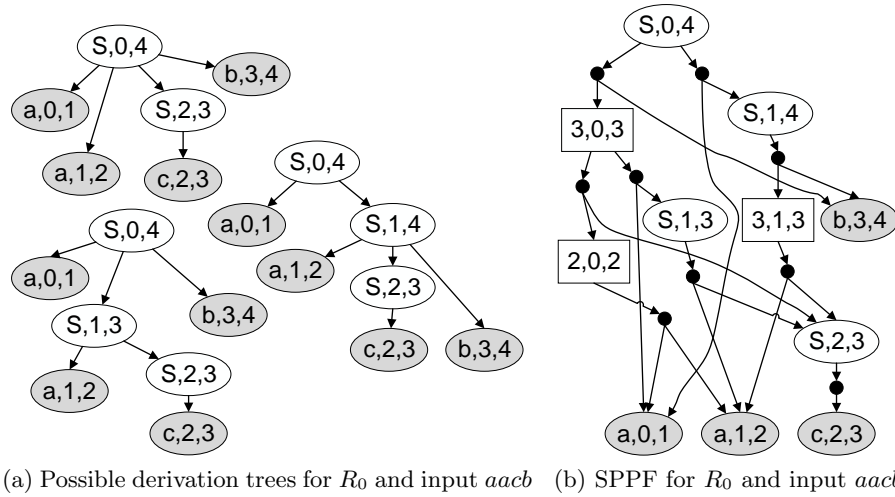 S,0,4
a,0,1
a,1,2
S,2,3
c,2,3
b,3,4
S,0,4
a,0,1
S,1,4
a,1,2
S,2,3
c,2,3
b,3,4
S,0,4
a,0,1
S,1,3
b,3,4
a,1,2
S,2,3
c,2,3
(a) Possible derivation trees for R0 and input aacb
S,0,4
3,0,3
S,1,4
S,1,3
3,1,3
b,3,4
2,0,2
S,2,3
a,0,1
a,1,2
c,2,3
(b) SPPF for R0 and input